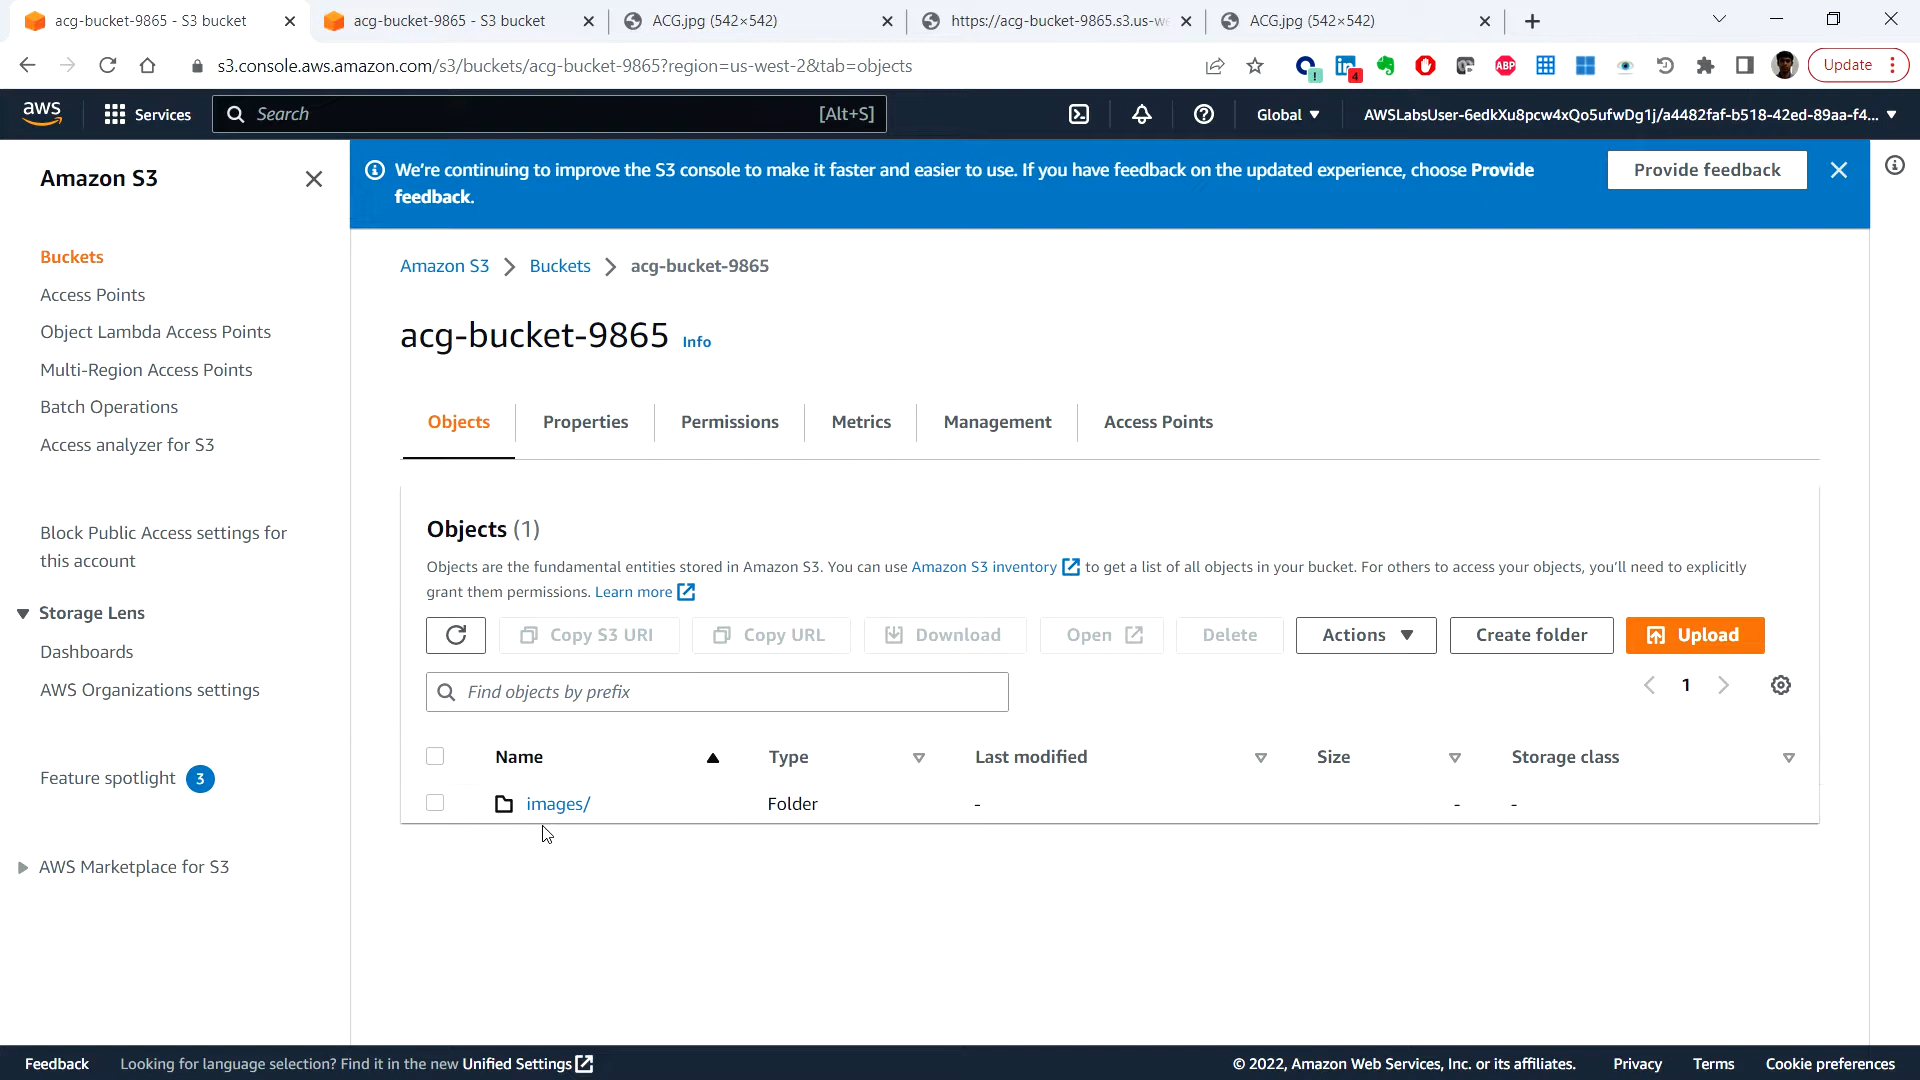 acg-bucket-9865 - S3 bucket
acg-bucket-9865 - S3 bucket
ACG.jpg (542×542)
https://acg-bucket-9865.s3.us-we
ACG.jpg (542×542)
s3.console.aws.amazon.com/s3/buckets/acg-bucket-9865?region=us-west-2&tab=objects
!
4
ABP
Update
aws
Services
Search
[Alt+S]
Global
AWSLabsUser-6edkXu8pcw4xQo5ufwDg1j/a4482faf-b518-42ed-89aa-f4...
Amazon S3
Buckets
Access Points
Object Lambda Access Points
Multi-Region Access Points
Batch Operations
Access analyzer for S3
Block Public Access settings for
this account
Storage Lens
Dashboards
AWS Organizations settings
Feature spotlight 3
AWS Marketplace for S3
We're continuing to improve the S3 console to make it faster and easier to use. If you have feedback on the updated experience, choose Provide
feedback.
Provide feedback
Amazon S3 > Buckets > acg-bucket-9865
acg-bucket-9865 Info
Objects
Properties
Permissions
Metrics
Management
Access Points
Objects (1)
Objects are the fundamental entities stored in Amazon S3. You can use Amazon S3 inventory to get a list of all objects in your bucket. For others to access your objects, you'll need to explicitly
grant them permissions. Learn more
Copy S3 URI
Copy URL
Download
Open
Delete
Actions
Create folder
Upload
Find objects by prefix
1
Name Type Last modified Size Storage class
images/ Folder - - -
Feedback
Looking for language selection? Find it in the new Unified Settings
© 2022, Amazon Web Services, Inc. or its affiliates.
Privacy
Terms
Cookie preferences